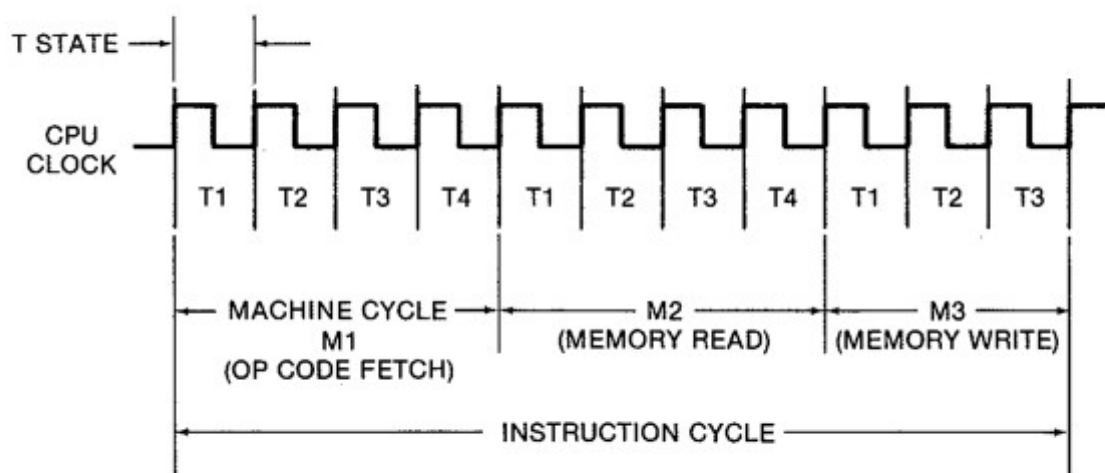 T STATE
CPU
CLOCK
T1 T2 T3 T4 T1 T2 T3 T4 T1 T2 T3
MACHINE CYCLE
M1
(OP CODE FETCH)
M2
(MEMORY READ)
M3
(MEMORY WRITE)
INSTRUCTION CYCLE